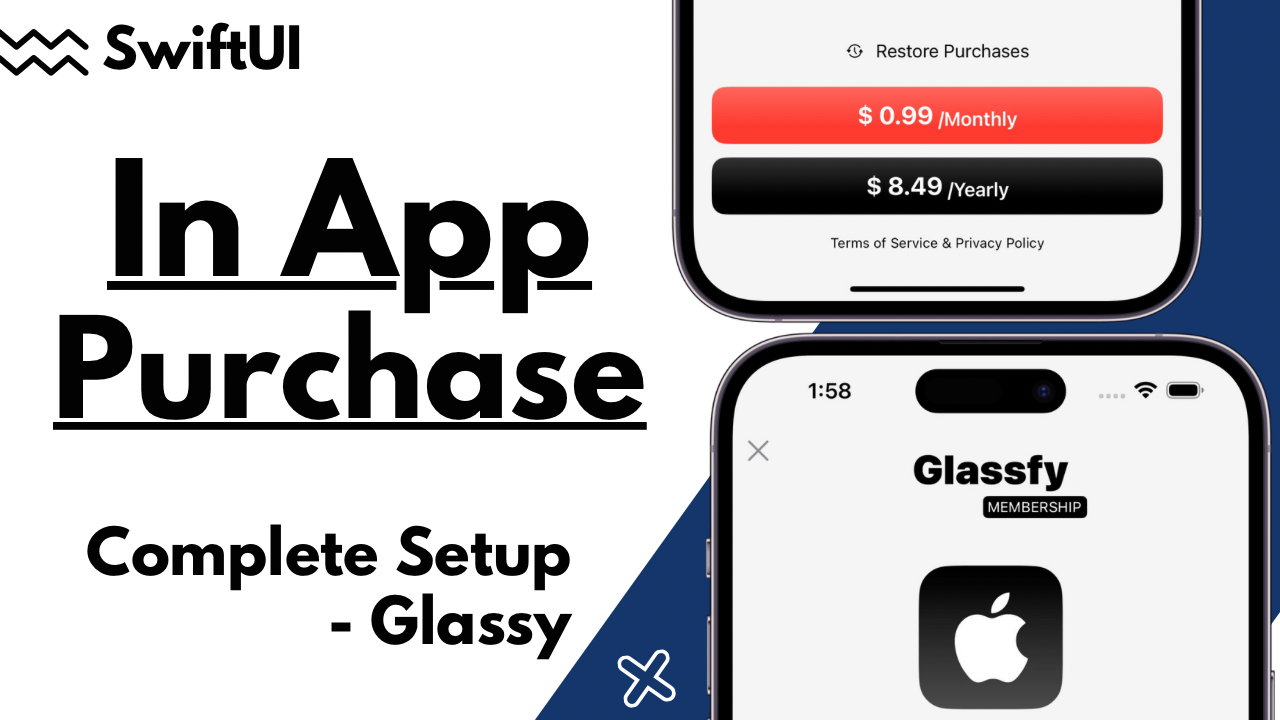 SwiftUI
In App
Purchase
Complete Setup
- Glassy
Restore Purchases
$ 0.99 /Monthly
$ 8.49 /Yearly
Terms of Service & Privacy Policy
1:58
Glassfy
MEMBERSHIP